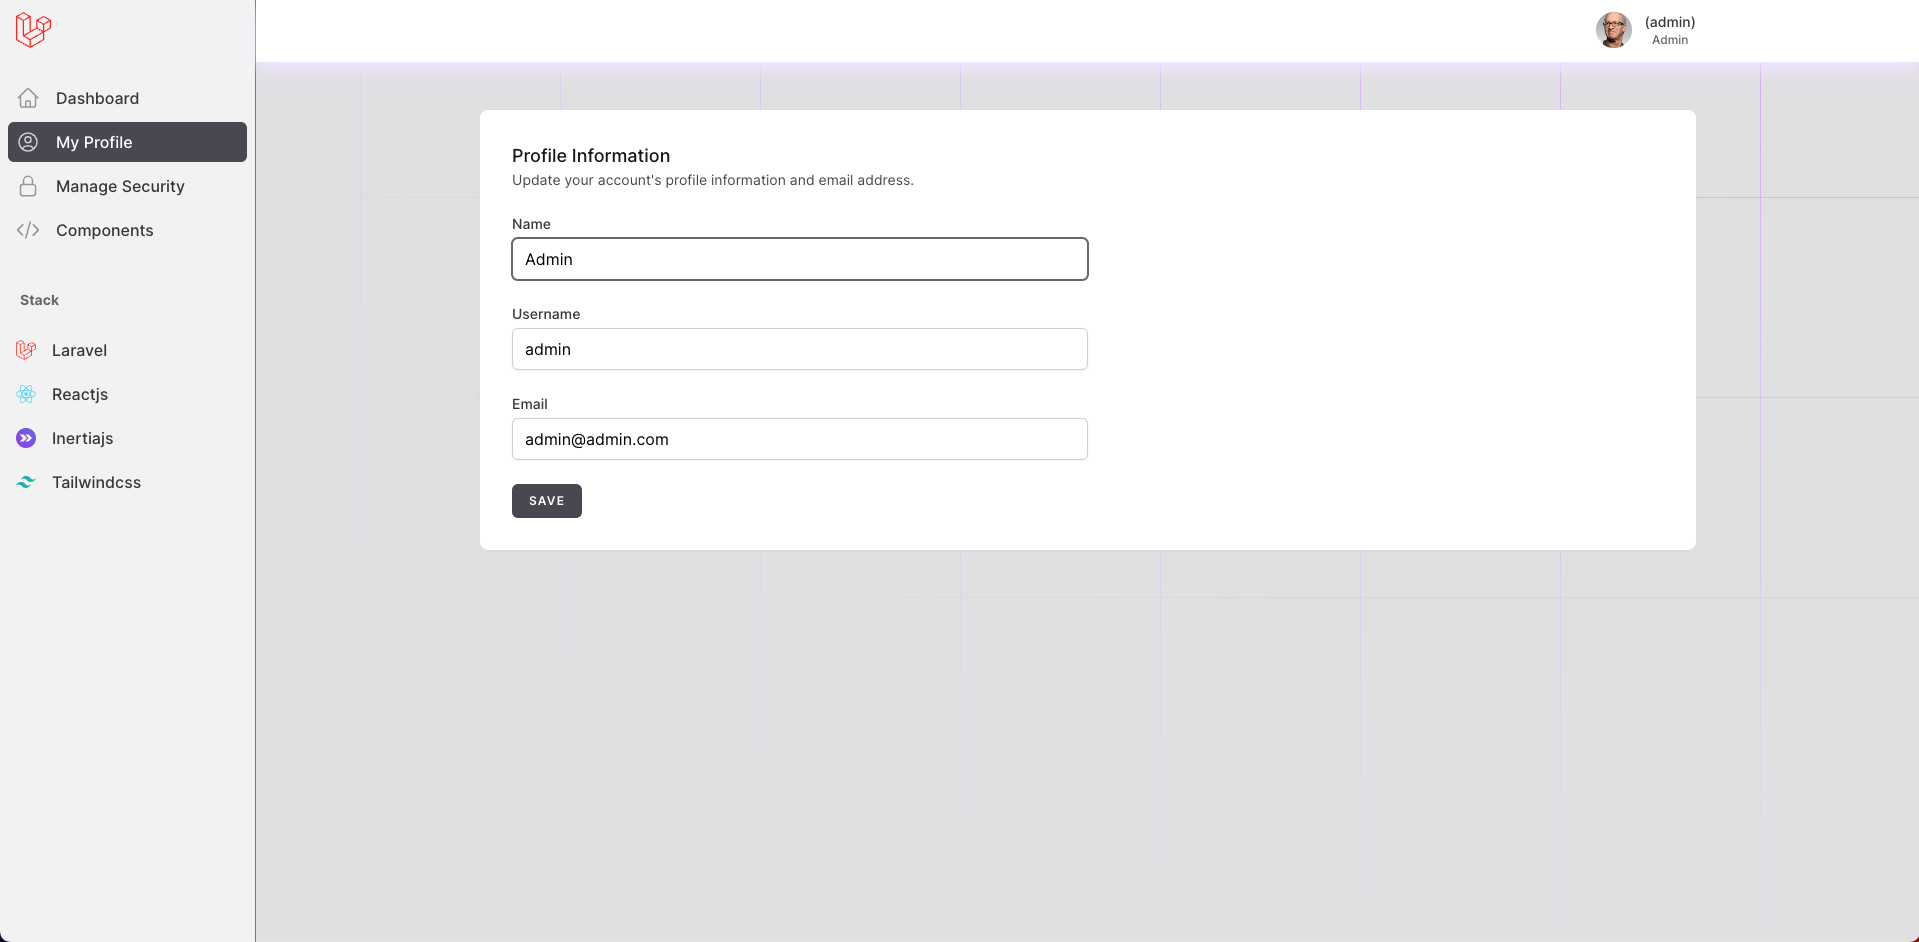 (admin)
Admin
Dashboard
My Profile
Manage Security
Components
Stack
Laravel
Reactjs
Inertiajs
Tailwindcss
Profile Information
Update your account's profile information and email address.
Name
Admin
Username
admin
Email
admin@admin.com
SAVE